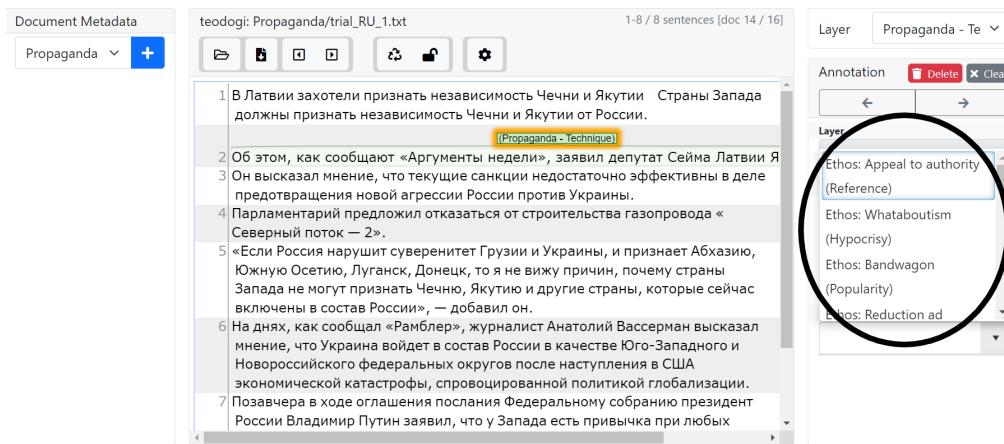 Document Metadata
Propaganda
+
teodogi: Propaganda/trial_RU_1.txt
1-8 / 8 sentences [doc 14 / 16]
1 В Латвии захотели признать независимость Чечни и Якутии Страны Запада
должны признать независимость Чечни и Якутии от России.
(Propaganda - Technique)
2 Об этом, как сообщают «Аргументы недели», заявил депутат Сейма Латвии Я
3 Он высказал мнение, что текущие санкции недостаточно эффективны в деле
предотвращения новой агрессии России против Украины.
4 Парламентарий предложил отказаться от строительства газопровода «
Северный поток — 2».
5 «Если Россия нарушит суверенитет Грузии и Украины, и признает Абхазию,
Южную Осетию, Луганск, Донецк, то я не вижу причин, почему страны
Запада не могут признать Чечню, Якутию и другие страны, которые сейчас
включены в состав России», — добавил он.
6 На днях, как сообщал «Рамблер», журналист Анатолий Вассерман высказал
мнение, что Украина войдет в состав России в качестве Юго-Западного и
Новороссийского федеральных округов после наступления в США
экономической катастрофы, спровоцированной политикой глобализации.
7 Позавчера в ходе оглашения послания Федеральному собранию президент
России Владимир Путин заявил, что у Запада есть привычка при любых
Layer
Propaganda - Te
Annotation
Delete
Clea
Layer
Ethos: Appeal to authority
(Reference)
Ethos: Whataboutism
(Hypocrisy)
Ethos: Bandwagon
(Popularity)
Ethos: Reduction ad